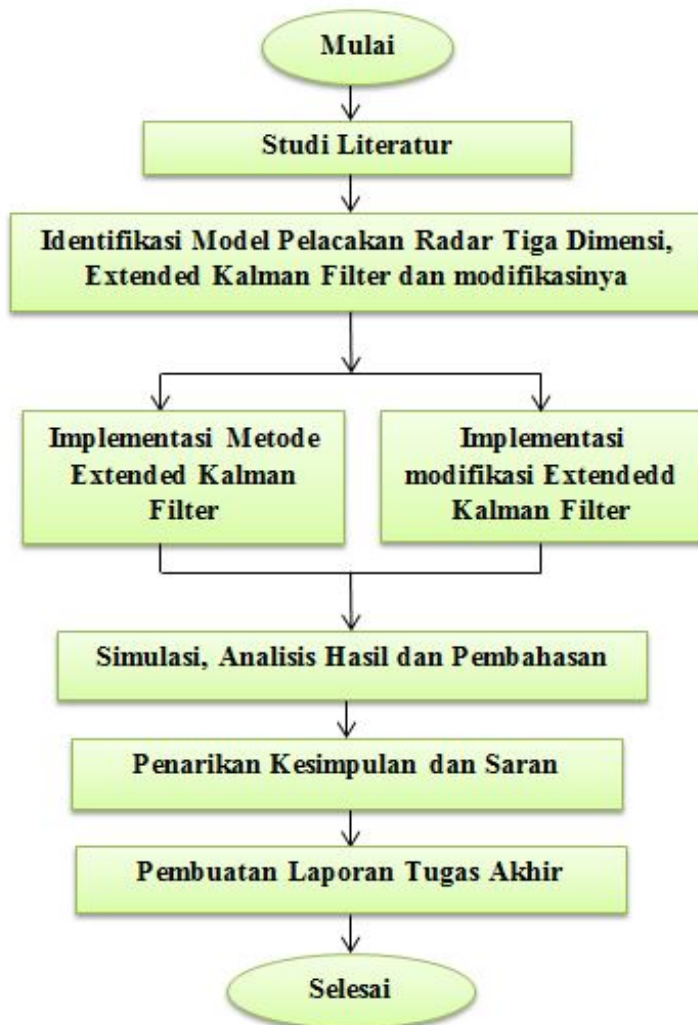 Mulai
Studi Literatur
Identifikasi Model Pelacakan Radar Tiga Dimensi,
Extended Kalman Filter dan modifikasinya
Implementasi Metode
Extended Kalman
Filter
Implementasi
modifikasi Extendedd
Kalman Filter
Simulasi, Analisis Hasil dan Pembahasan
Penarikan Kesimpulan dan Saran
Pembuatan Laporan Tugas Akhir
Selesai